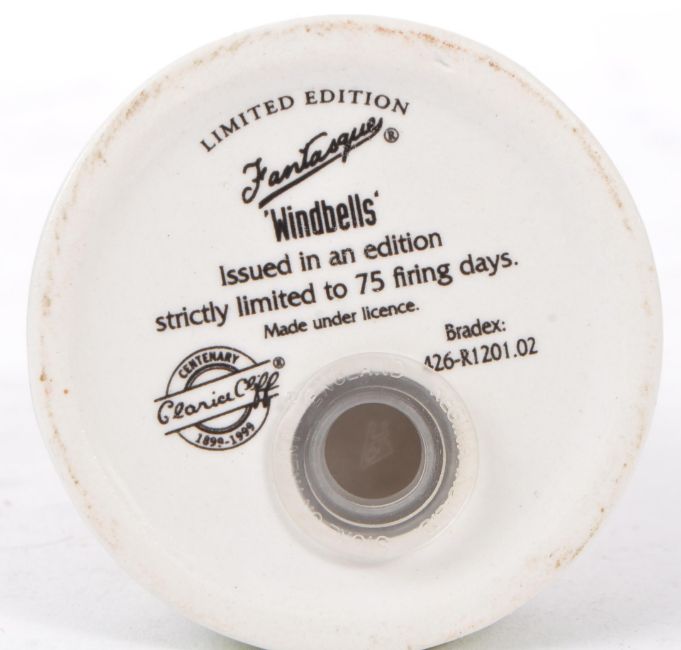 LIMITED EDITION
Fantasque®
'Windbells'
Issued in an edition
strictly limited to 75 firing days.
Made under licence.
Bradex:
426-R1201.02
CENTENARY
Clarice Cliff®
1899-1999